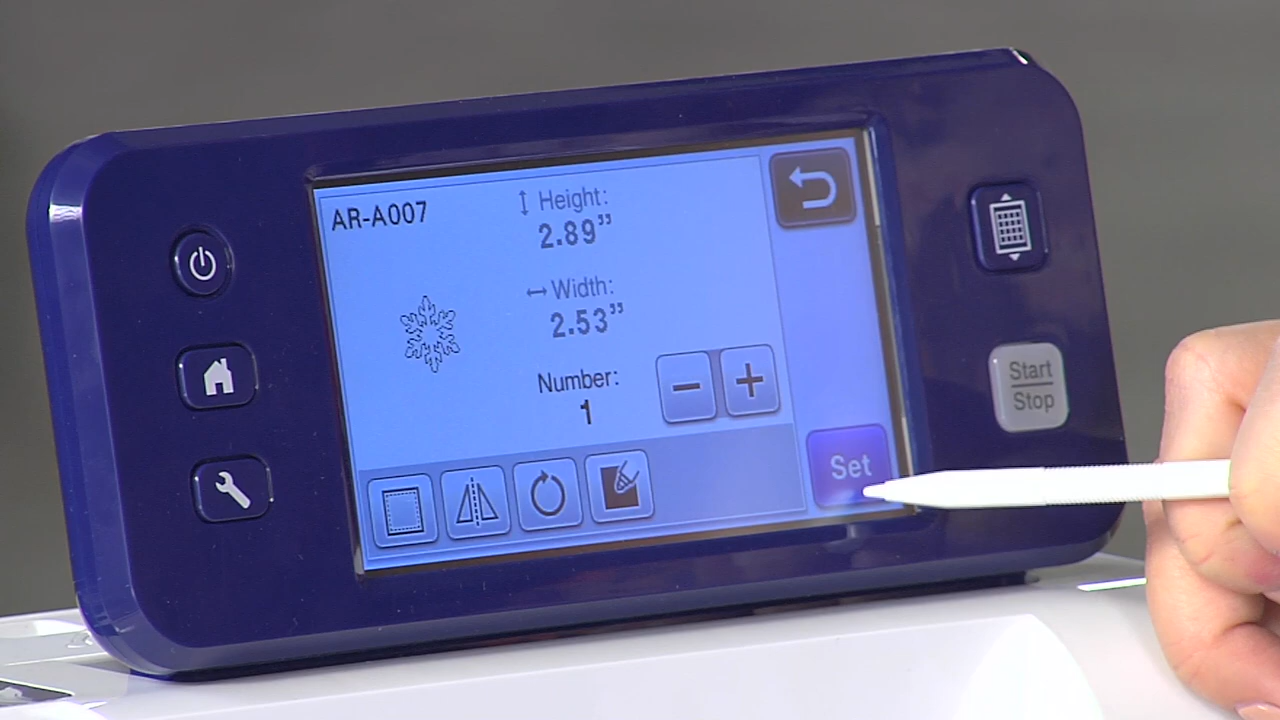 AR-A007
Height:
2.89”
Width:
2.53”
Number:
1
Set
Start
Stop